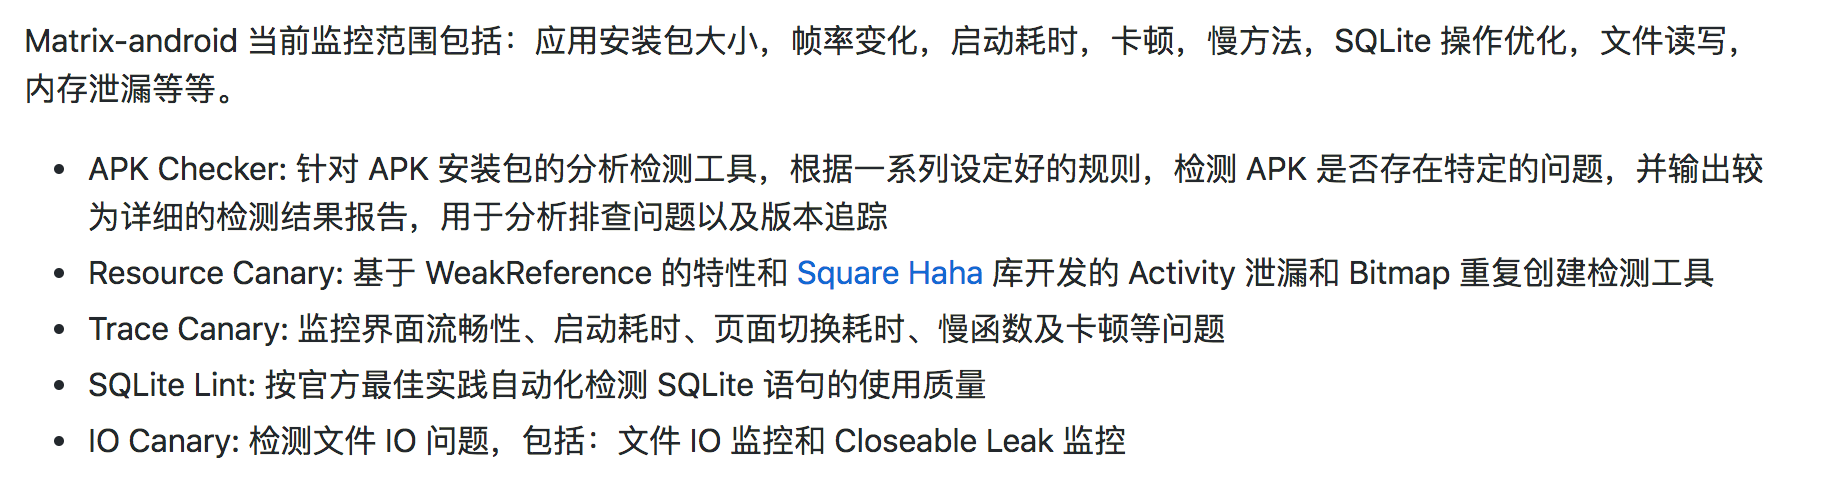 Matrix-android 当前监控范围包括：应用安装包大小，帧率变化，启动耗时，卡顿，慢方法，SQLite 操作优化，文件读写，
内存泄漏等等。
• APK Checker: 针对 APK 安装包的分析检测工具，根据一系列设定好的规则，检测 APK 是否存在特定的问题，并输出较
为详细的检测结果报告，用于分析排查问题以及版本追踪
• Resource Canary: 基于 WeakReference 的特性和 Square Haha 库开发的 Activity 泄漏和 Bitmap 重复创建检测工具
• Trace Canary: 监控界面流畅性、启动耗时、页面切换耗时、慢函数及卡顿等问题
• SQLite Lint: 按官方最佳实践自动化检测 SQLite 语句的使用质量
• IO Canary: 检测文件 IO 问题，包括：文件 IO 监控和 Closeable Leak 监控